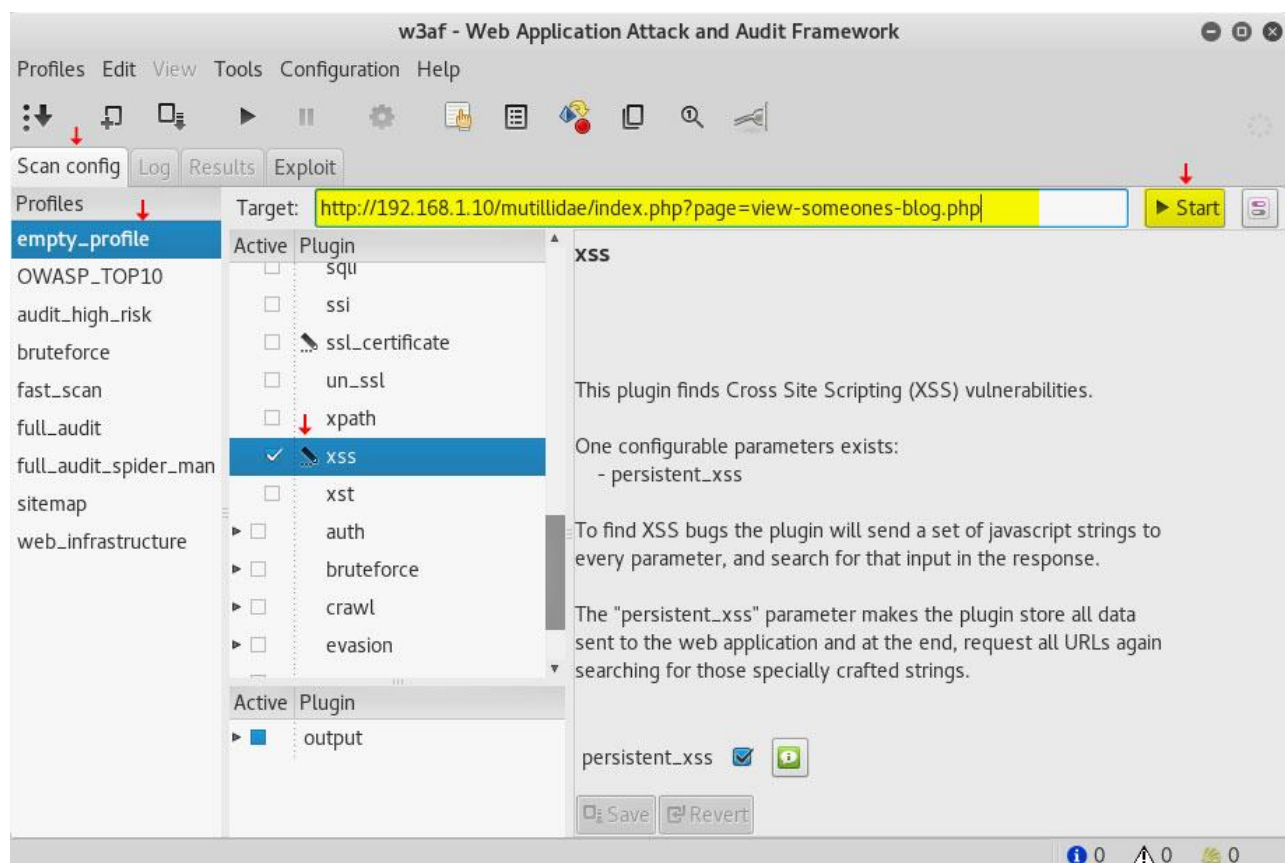 w3af - Web Application Attack and Audit Framework
Profiles Edit View Tools Configuration Help
Scan config Log Results Exploit
Profiles
empty_profile
OWASP_TOP10
audit_high_risk
bruteforce
fast_scan
full_audit
full_audit_spider_man
sitemap
web_infrastructure
Target: http://192.168.1.10/mutillidae/index.php?page=view-someones-blog.php
Start
Active Plugin
sqli
ssi
ssl_certificate
un_ssl
xpath
xss
xst
auth
bruteforce
crawl
evasion
Active Plugin
output
xss
This plugin finds Cross Site Scripting (XSS) vulnerabilities.
One configurable parameters exists:
- persistent_xss
To find XSS bugs the plugin will send a set of javascript strings to
every parameter, and search for that input in the response.
The "persistent_xss" parameter makes the plugin store all data
sent to the web application and at the end, request all URLs again
searching for those specially crafted strings.
persistent_xss
Save Revert
0 0 0